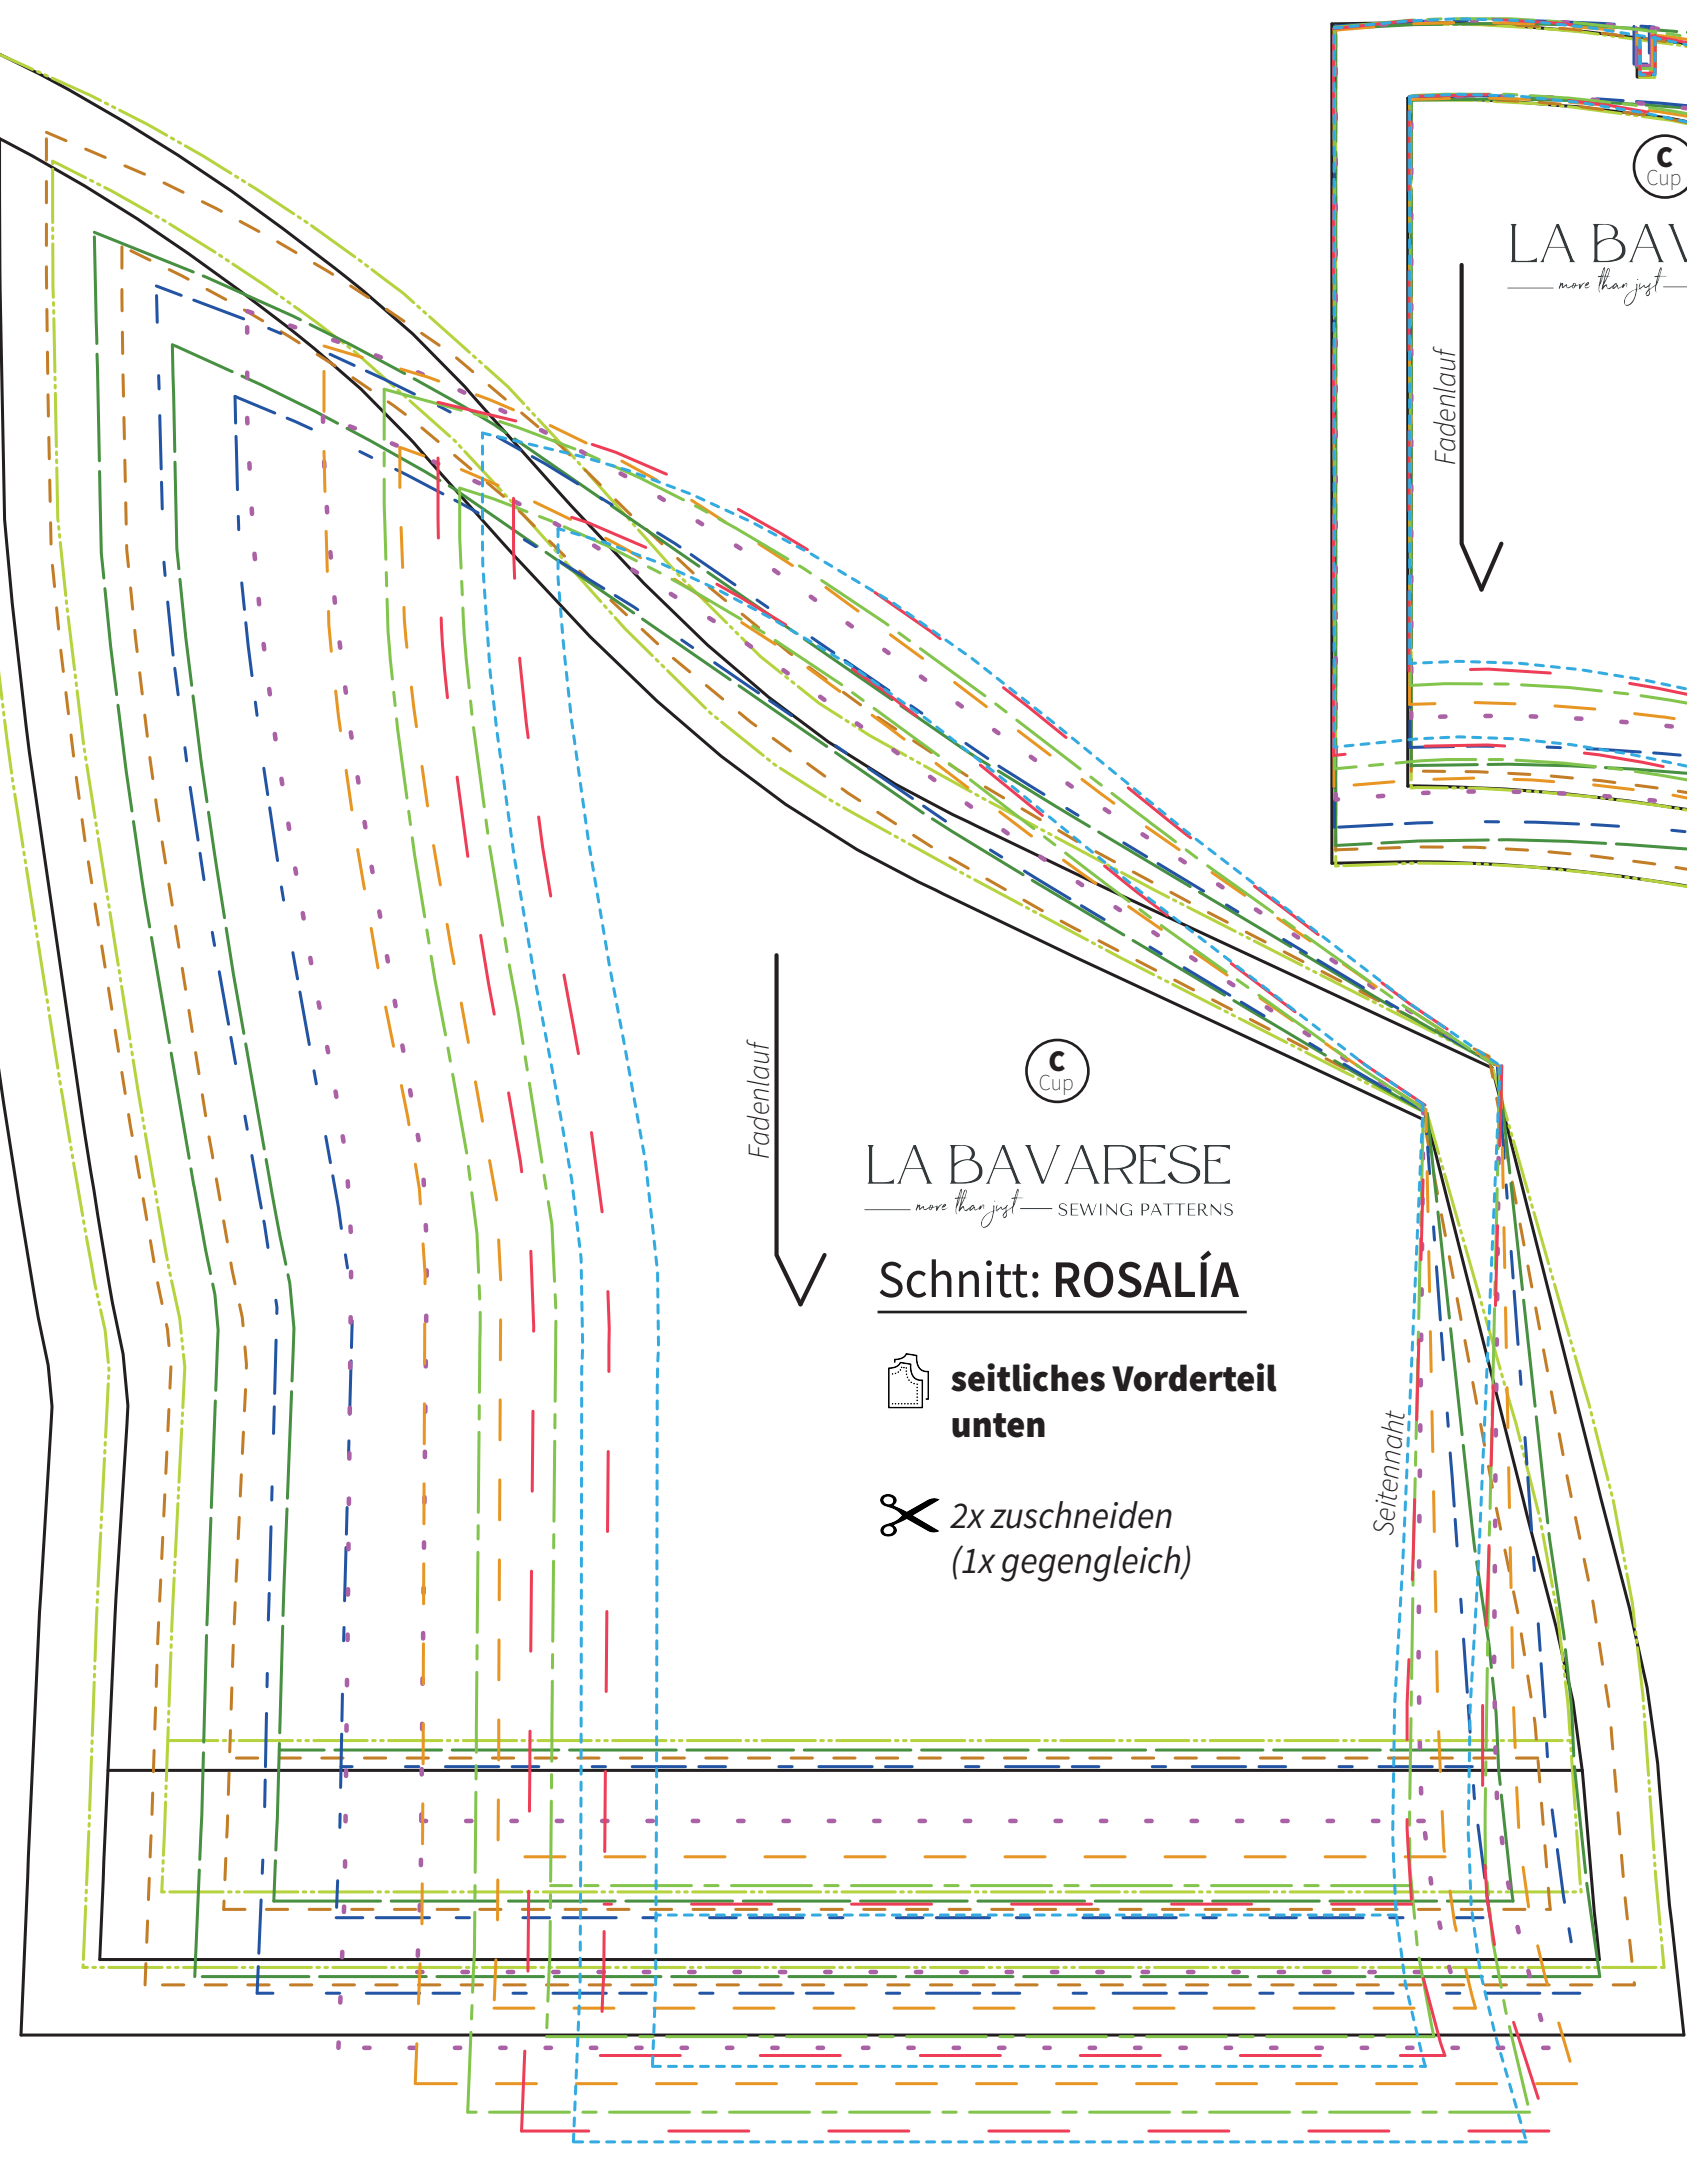 C
Cup
LA BAV
more than just
Fadenlauf
Fadenlauf
C
Cup
LA BAVARESE
more than just SEWING PATTERNS
Schnitt: ROSALÍA
seitliches Vorderteil
unten
Seitennaht
2x zuschneiden
(1x gegengleich)